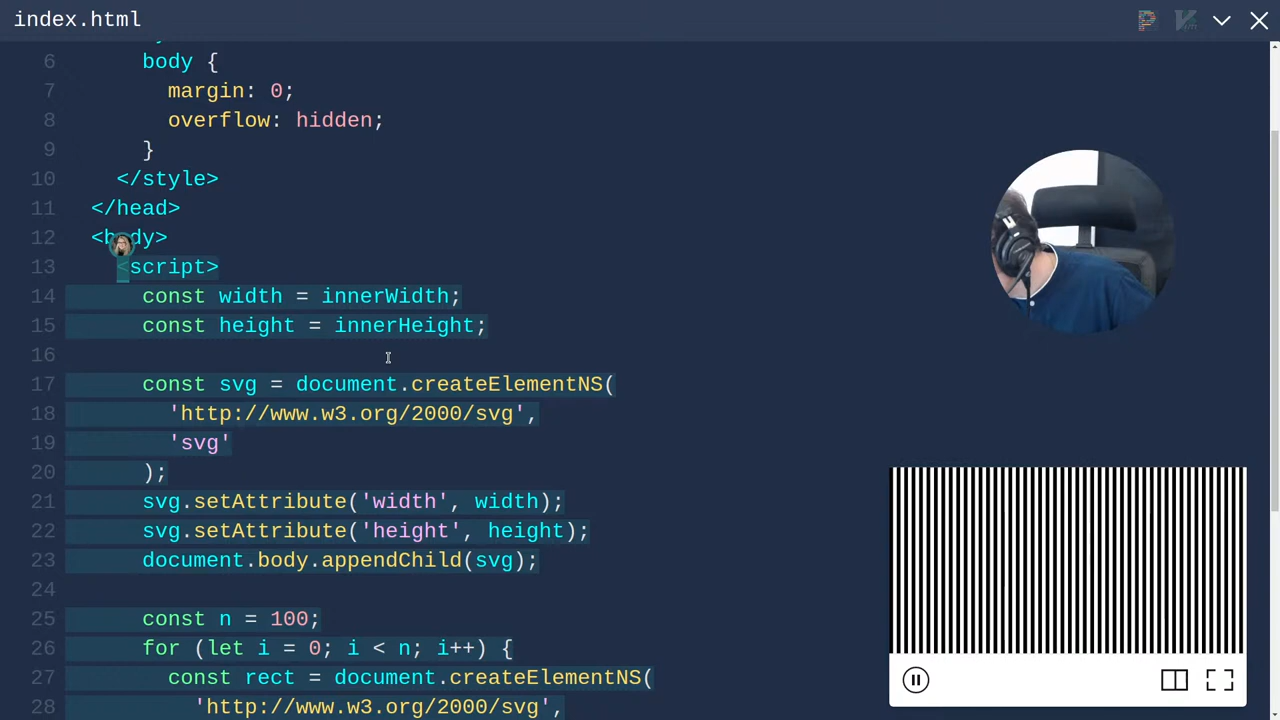 index.html
6 body {
7 margin: 0;
8 overflow: hidden;
9 }
10 </style>
11 </head>
12 <body>
13 <script>
14 const width = innerWidth;
15 const height = innerHeight;
16
17 const svg = document.createElementNS(
18 'http://www.w3.org/2000/svg',
19 'svg'
20 );
21 svg.setAttribute('width', width);
22 svg.setAttribute('height', height);
23 document.body.appendChild(svg);
24
25 const n = 100;
26 for (let i = 0; i < n; i++) {
27 const rect = document.createElementNS(
28 'http://www.w3.org/2000/svg',